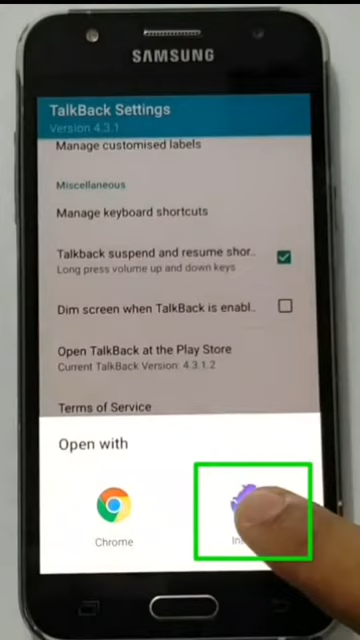 SAMSUNG
TalkBack Settings
Version 4.3.1
Manage customised labels
Miscellaneous
Manage keyboard shortcuts
Talkback suspend and resume shor..
Long press volume up and down keys
Dim screen when TalkBack is enabl..
Open TalkBack at the Play Store
Current TalkBack Version: 4.3.1.2
Terms of Service
Open with
Chrome